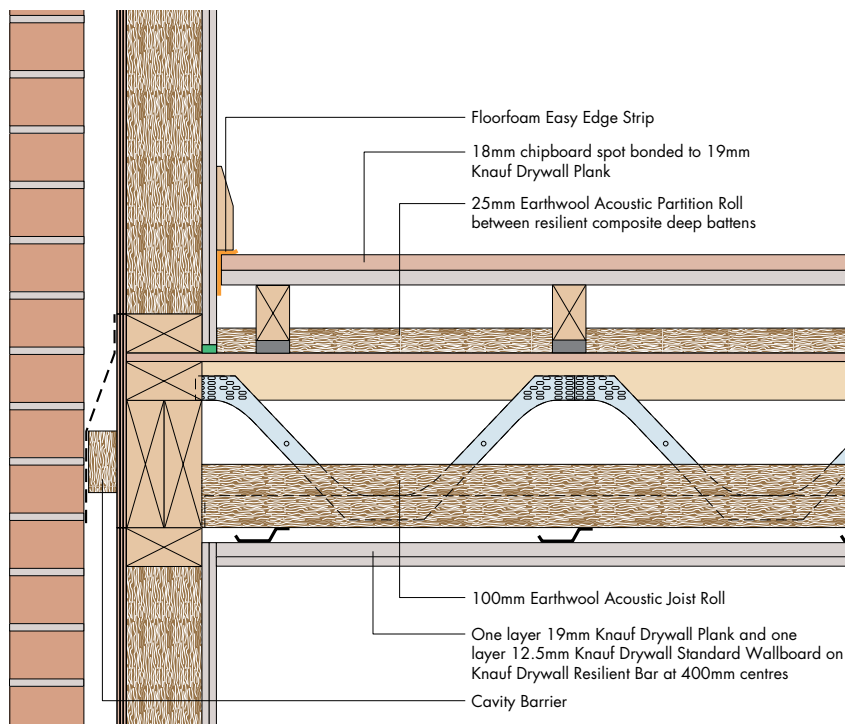 Floorfoam Easy Edge Strip
18mm chipboard spot bonded to 19mm
Knauf Drywall Plank
25mm Earthwool Acoustic Partition Roll
between resilient composite deep battens
100mm Earthwool Acoustic Joist Roll
One layer 19mm Knauf Drywall Plank and one
layer 12.5mm Knauf Drywall Standard Wallboard on
Knauf Drywall Resilient Bar at 400mm centres
Cavity Barrier